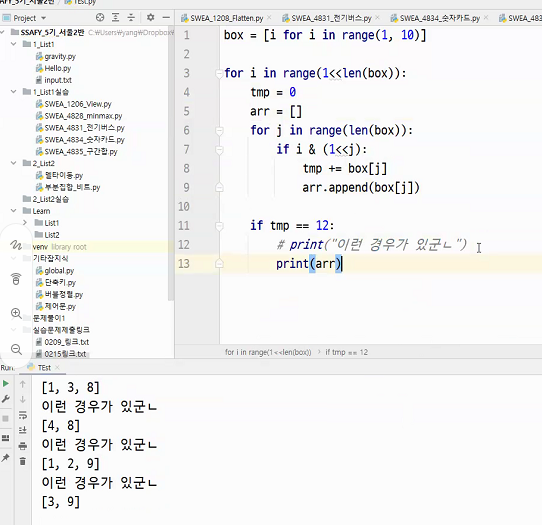 TEst.py
Project
SSAFY_5기_서울2반 C:\Users\yang\Dropbox
1_List1
gravity.py
Hello.py
input.txt
1_List1실습
SWEA_1206_View.py
SWEA_4828_minmax.py
SWEA_4831_전기버스.py
SWEA_4834_숫자카드.py
SWEA_4835_구간합.py
2_List2
델타이동.py
부분집합_비트.py
2_List2실습
Learn
List1
List2
venv library root
기타잡지식
global.py
단축키.py
버블정렬.py
제어문.py
문제풀이1
실습문제제출링크
0209_링크.txt
0215링크.txt
SWEA_1208_Flatten.py
SWEA_4831_전기버스.py
SWEA_4834_숫자카드.py
SWEA_483
1 box = [i for i in range(1, 10)]
2
3 for i in range(1<<len(box)):
4 tmp = 0
5 arr = []
6 for j in range(len(box)):
7 if i & (1<<j):
8 tmp += box[j]
9 arr.append(box[j])
10
11 if tmp == 12:
12 # print("이런 경우가 있군ㄴ")
13 print(arr)
for i in range(1<<len(box)) › if tmp == 12
Run: TEst
[1, 3, 8]
이런 경우가 있군ㄴ
[4, 8]
이런 경우가 있군ㄴ
[1, 2, 9]
이런 경우가 있군ㄴ
[3, 9]